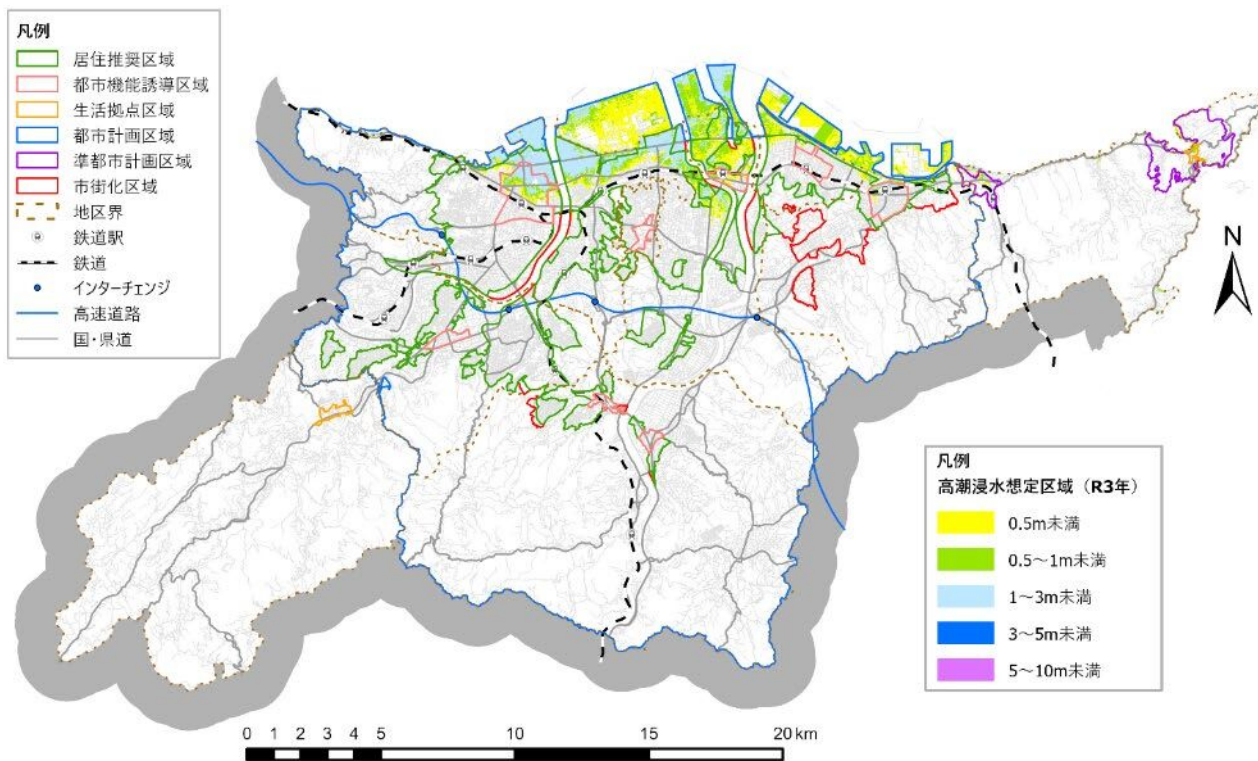 凡例
居住推奨区域
都市機能誘導区域
生活拠点区域
都市計画区域
準都市計画区域
市街化区域
地区界
鉄道駅
鉄道
インターチェンジ
高速道路
国・県道
N
凡例
高潮浸水想定区域（R3年）
0.5m未満
0.5～1m未満
1～3m未満
3～5m未満
5～10m未満
0 1 2 3 4 5 10 15 20 km